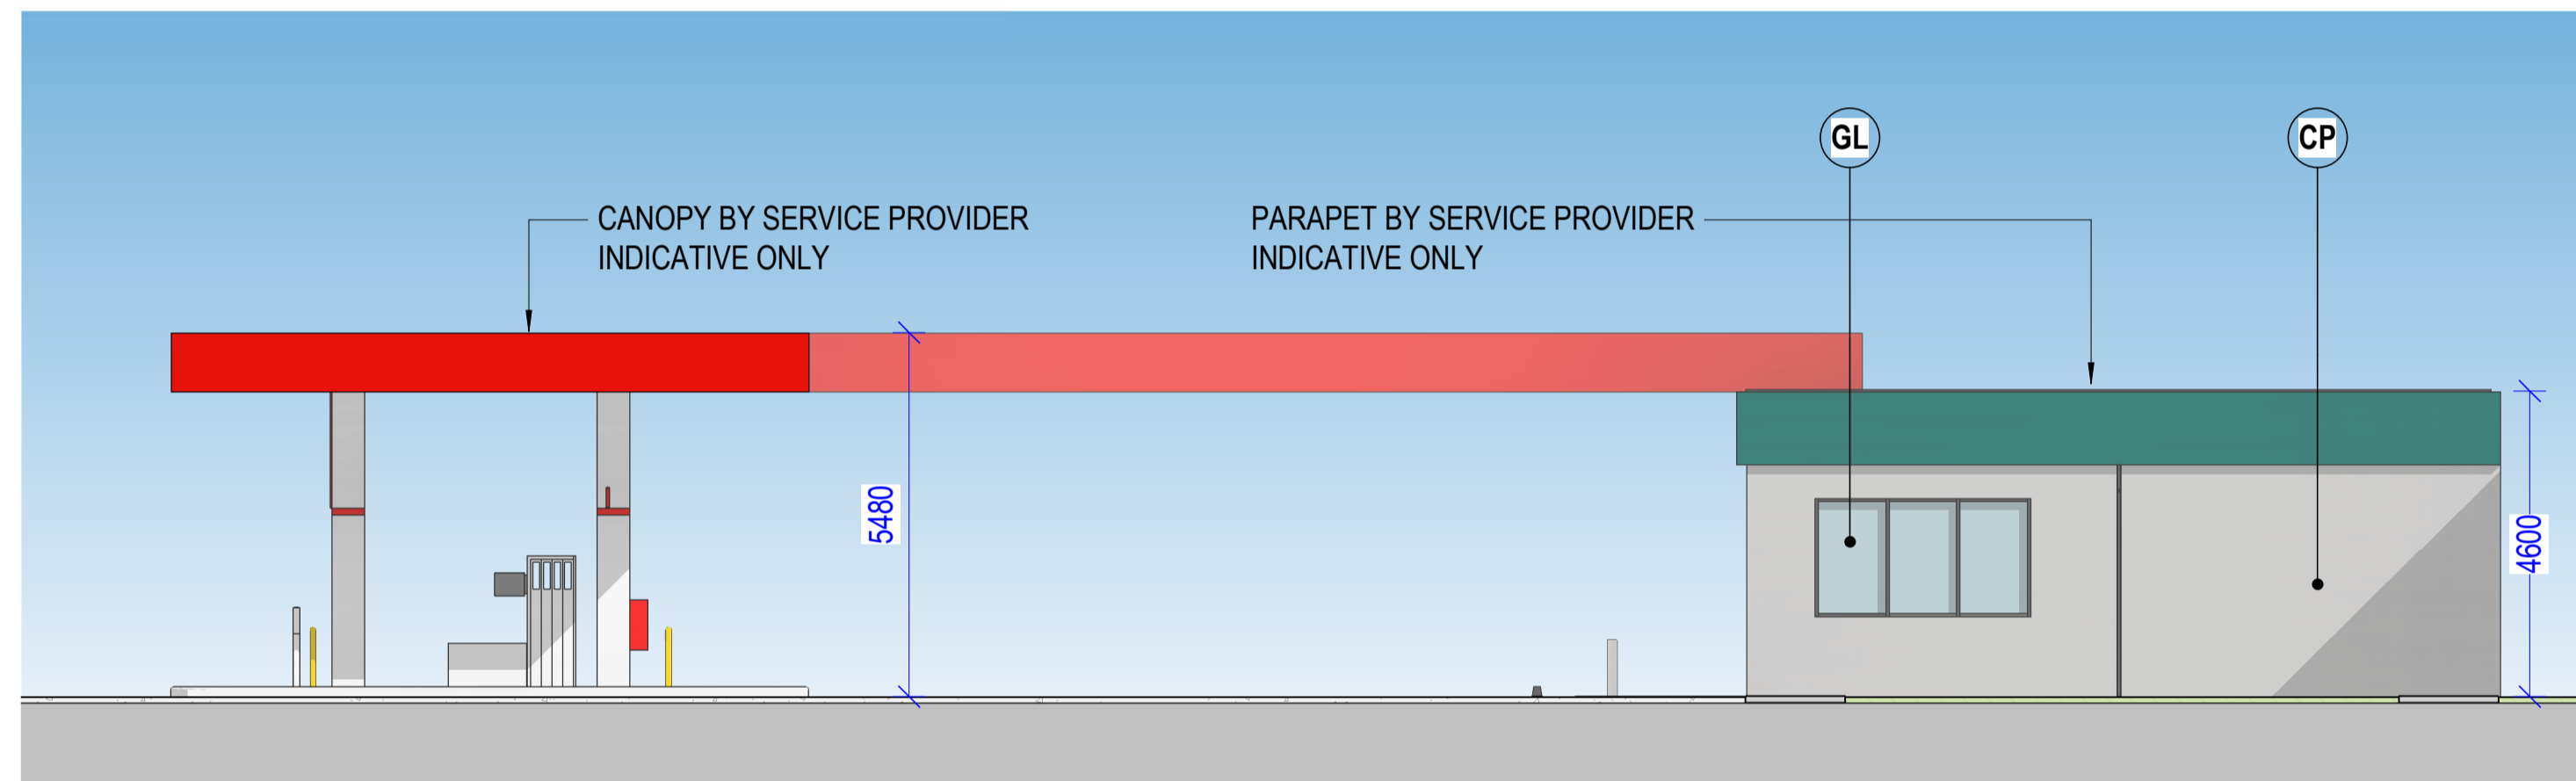 GL
CP
CANOPY BY SERVICE PROVIDER
INDICATIVE ONLY
PARAPET BY SERVICE PROVIDER
INDICATIVE ONLY
5480
4600